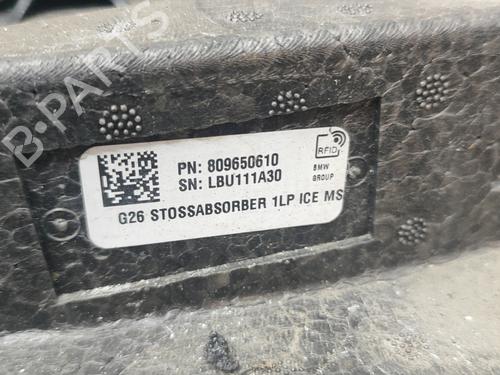 B-PARTS
PN: 809650610
SN: LBU111A30
RFID
BMW
GROUP
G26 STOSSABSORBER 1LP ICE MS